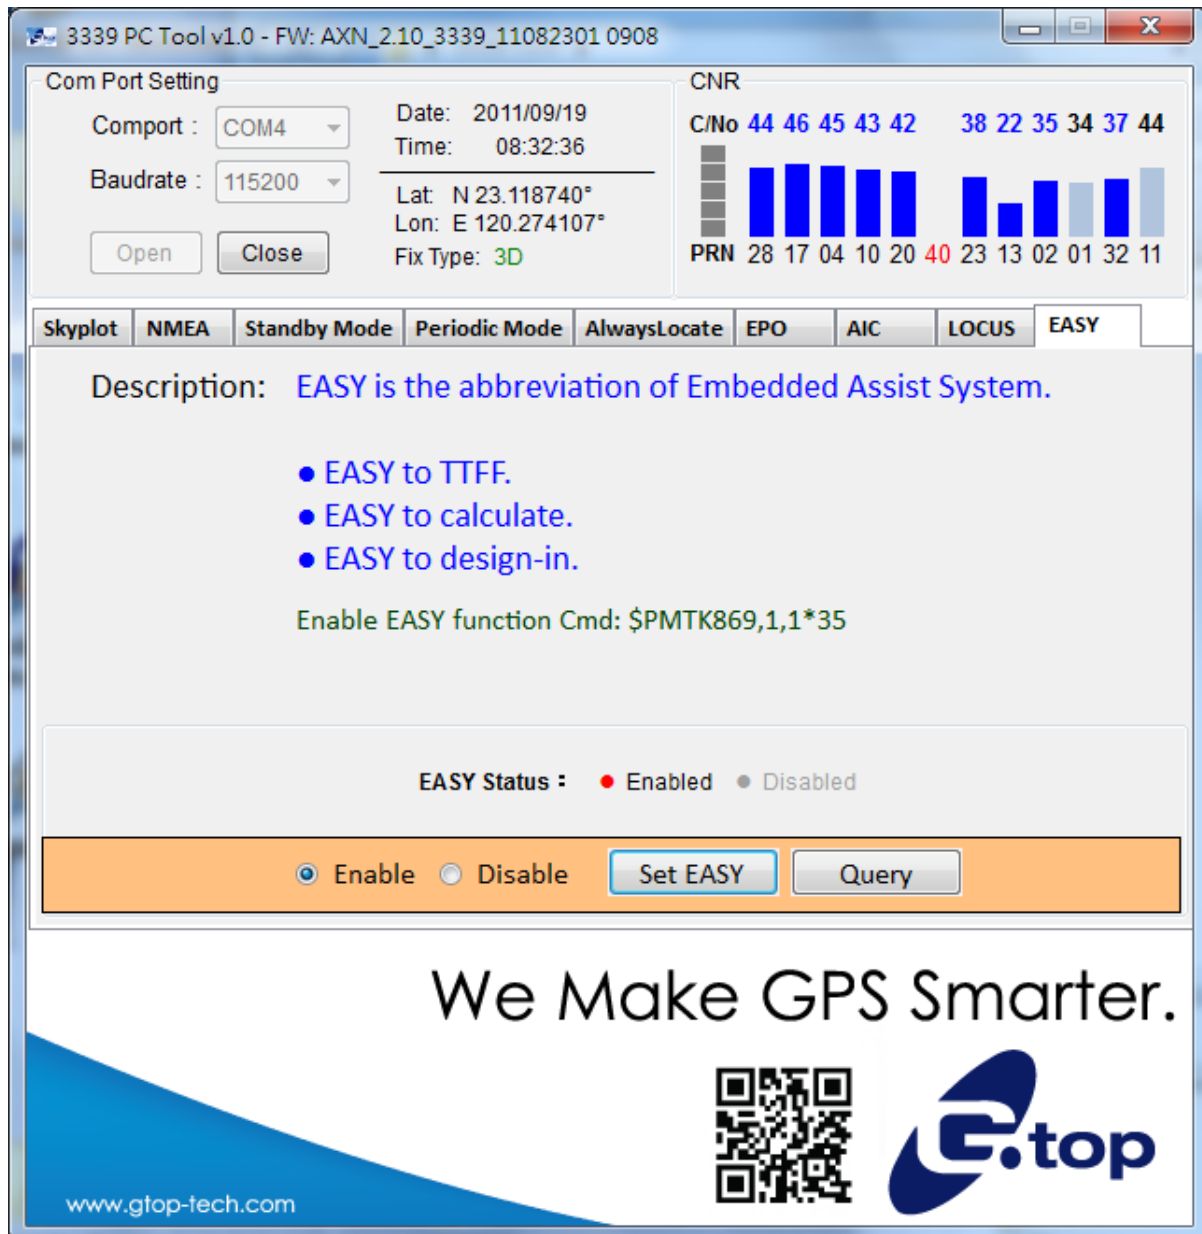 3339 PC Tool v1.0 - FW: AXN_2.10_3339_11082301 0908
Com Port Setting
Comport : COM4
Baudrate : 115200
Open Close
Date: 2011/09/19
Time: 08:32:36
Lat: N 23.118740°
Lon: E 120.274107°
Fix Type: 3D
CNR
C/No 44 46 45 43 42 38 22 35 34 37 44
PRN 28 17 04 10 20 40 23 13 02 01 32 11
Skyplot NMEA Standby Mode Periodic Mode AlwaysLocate EPO AIC LOCUS EASY
Description: EASY is the abbreviation of Embedded Assist System.
● EASY to TTFF.
● EASY to calculate.
● EASY to design-in.
Enable EASY function Cmd: $PMTK869,1,1*35
EASY Status : ● Enabled ● Disabled
Enable Disable Set EASY Query
We Make GPS Smarter.
G.top
www.gtop-tech.com